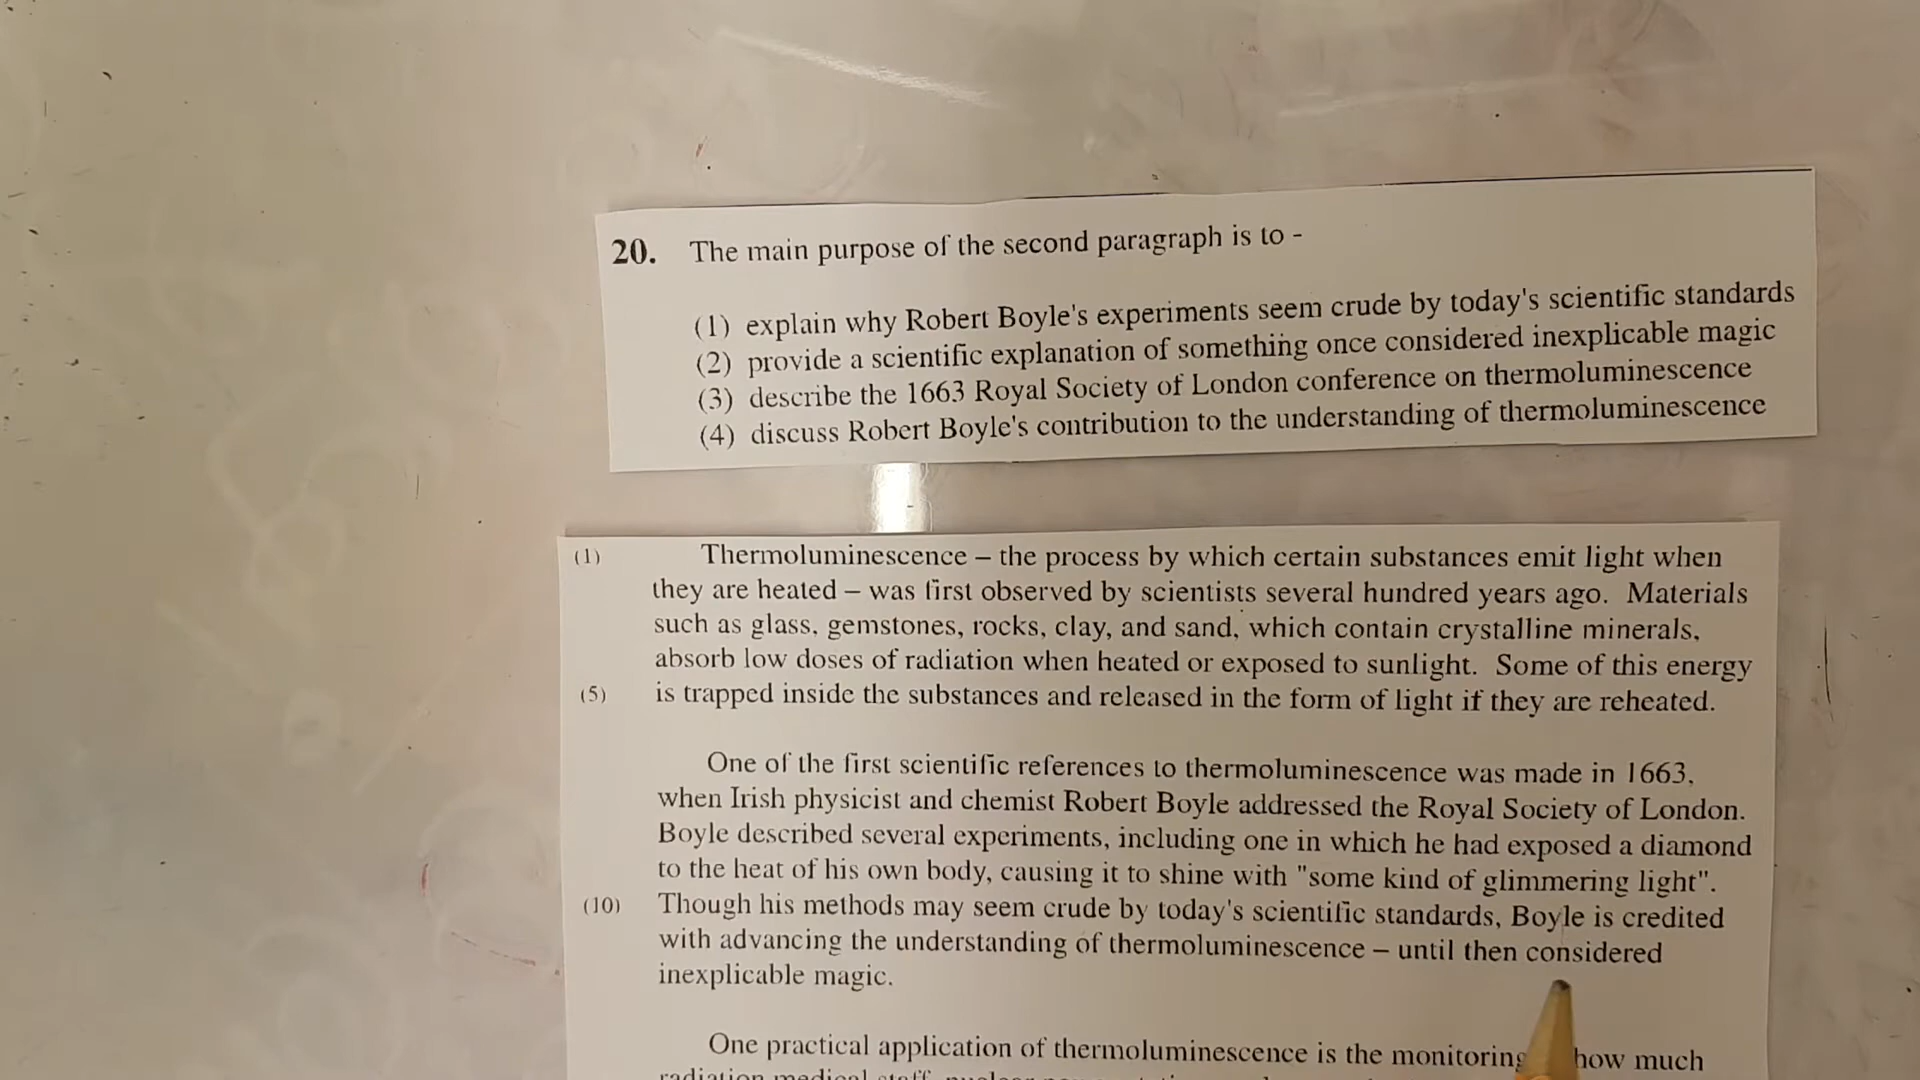 20. The main purpose of the second paragraph is to -
(1) explain why Robert Boyle's experiments seem crude by today's scientific standards
(2) provide a scientific explanation of something once considered inexplicable magic
(3) describe the 1663 Royal Society of London conference on thermoluminescence
(4) discuss Robert Boyle's contribution to the understanding of thermoluminescence
(1) Thermoluminescence – the process by which certain substances emit light when
they are heated – was first observed by scientists several hundred years ago. Materials
such as glass, gemstones, rocks, clay, and sand, which contain crystalline minerals,
absorb low doses of radiation when heated or exposed to sunlight. Some of this energy
(5) is trapped inside the substances and released in the form of light if they are reheated.
One of the first scientific references to thermoluminescence was made in 1663,
when Irish physicist and chemist Robert Boyle addressed the Royal Society of London.
Boyle described several experiments, including one in which he had exposed a diamond
to the heat of his own body, causing it to shine with "some kind of glimmering light".
(10) Though his methods may seem crude by today's scientific standards, Boyle is credited
with advancing the understanding of thermoluminescence – until then considered
inexplicable magic.
One practical application of thermoluminescence is the monitoring how much
radiation medical staff,